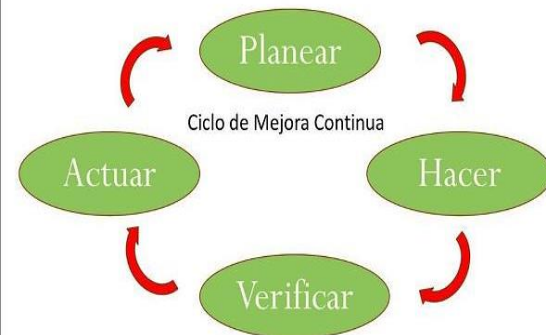 Planear
Ciclo de Mejora Continua
Actuar
Hacer
Verificar